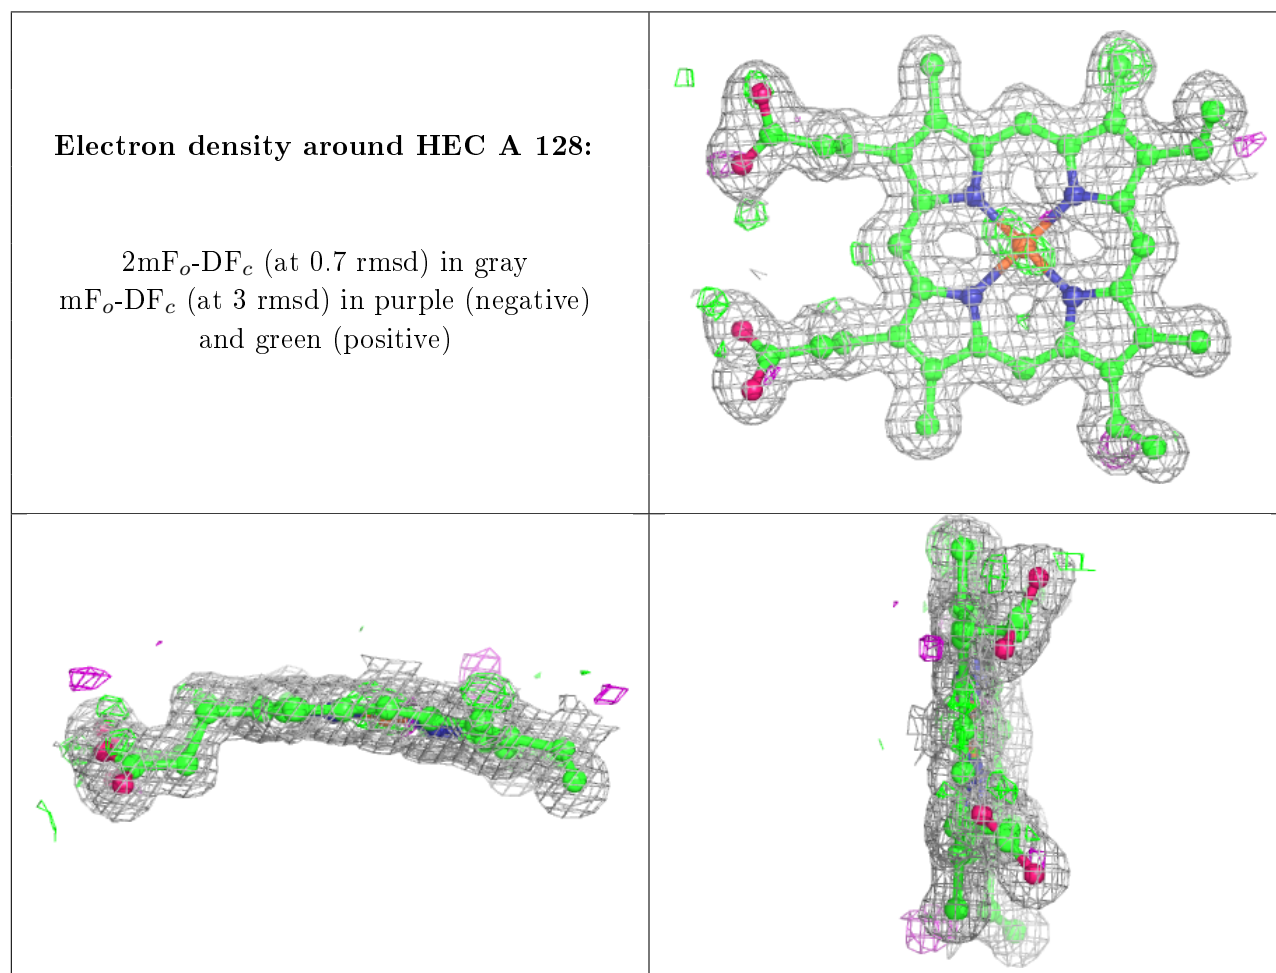 Electron density around HEC A 128:
2mF$_o$-DF$_c$ (at 0.7 rmsd) in gray
mF$_o$-DF$_c$ (at 3 rmsd) in purple (negative)
and green (positive)